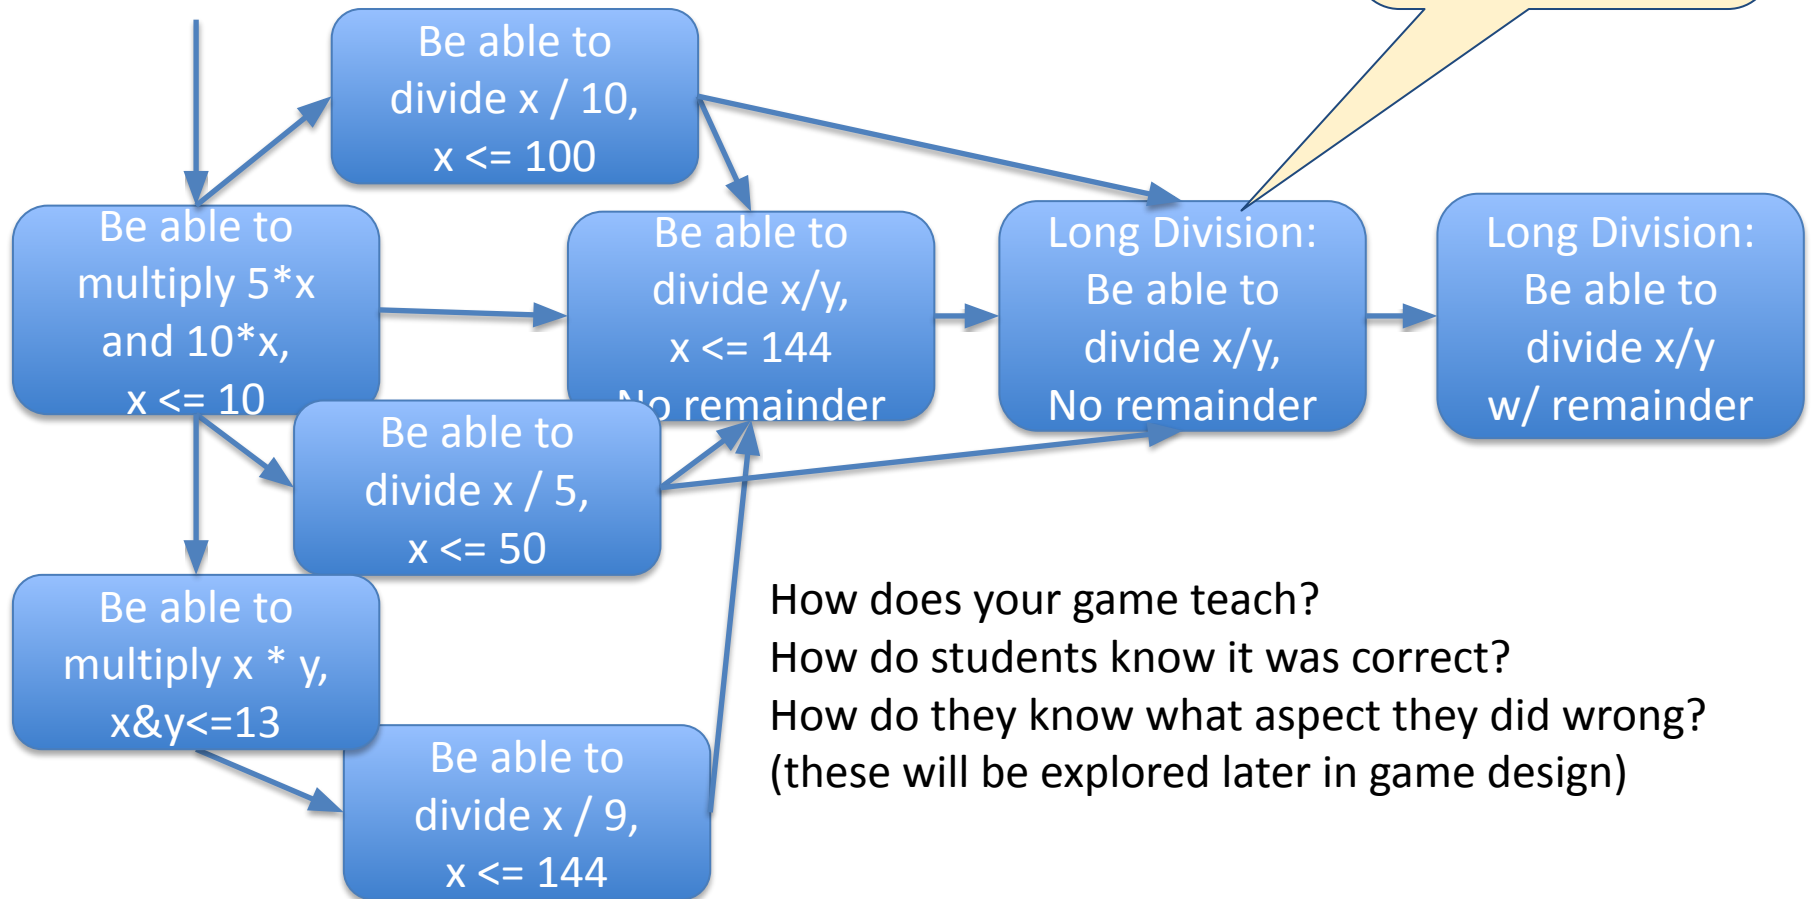 Be able to
divide x / 10,
x <= 100
Be able to
multiply 5*x
and 10*x,
x <= 10
Be able to
divide x/y,
x <= 144
No remainder
Long Division:
Be able to
divide x/y,
No remainder
Long Division:
Be able to
divide x/y
w/ remainder
Be able to
divide x / 5,
x <= 50
Be able to
multiply x * y,
x&y<=13
Be able to
divide x / 9,
x <= 144
How does your game teach?
How do students know it was correct?
How do they know what aspect they did wrong?
(these will be explored later in game design)